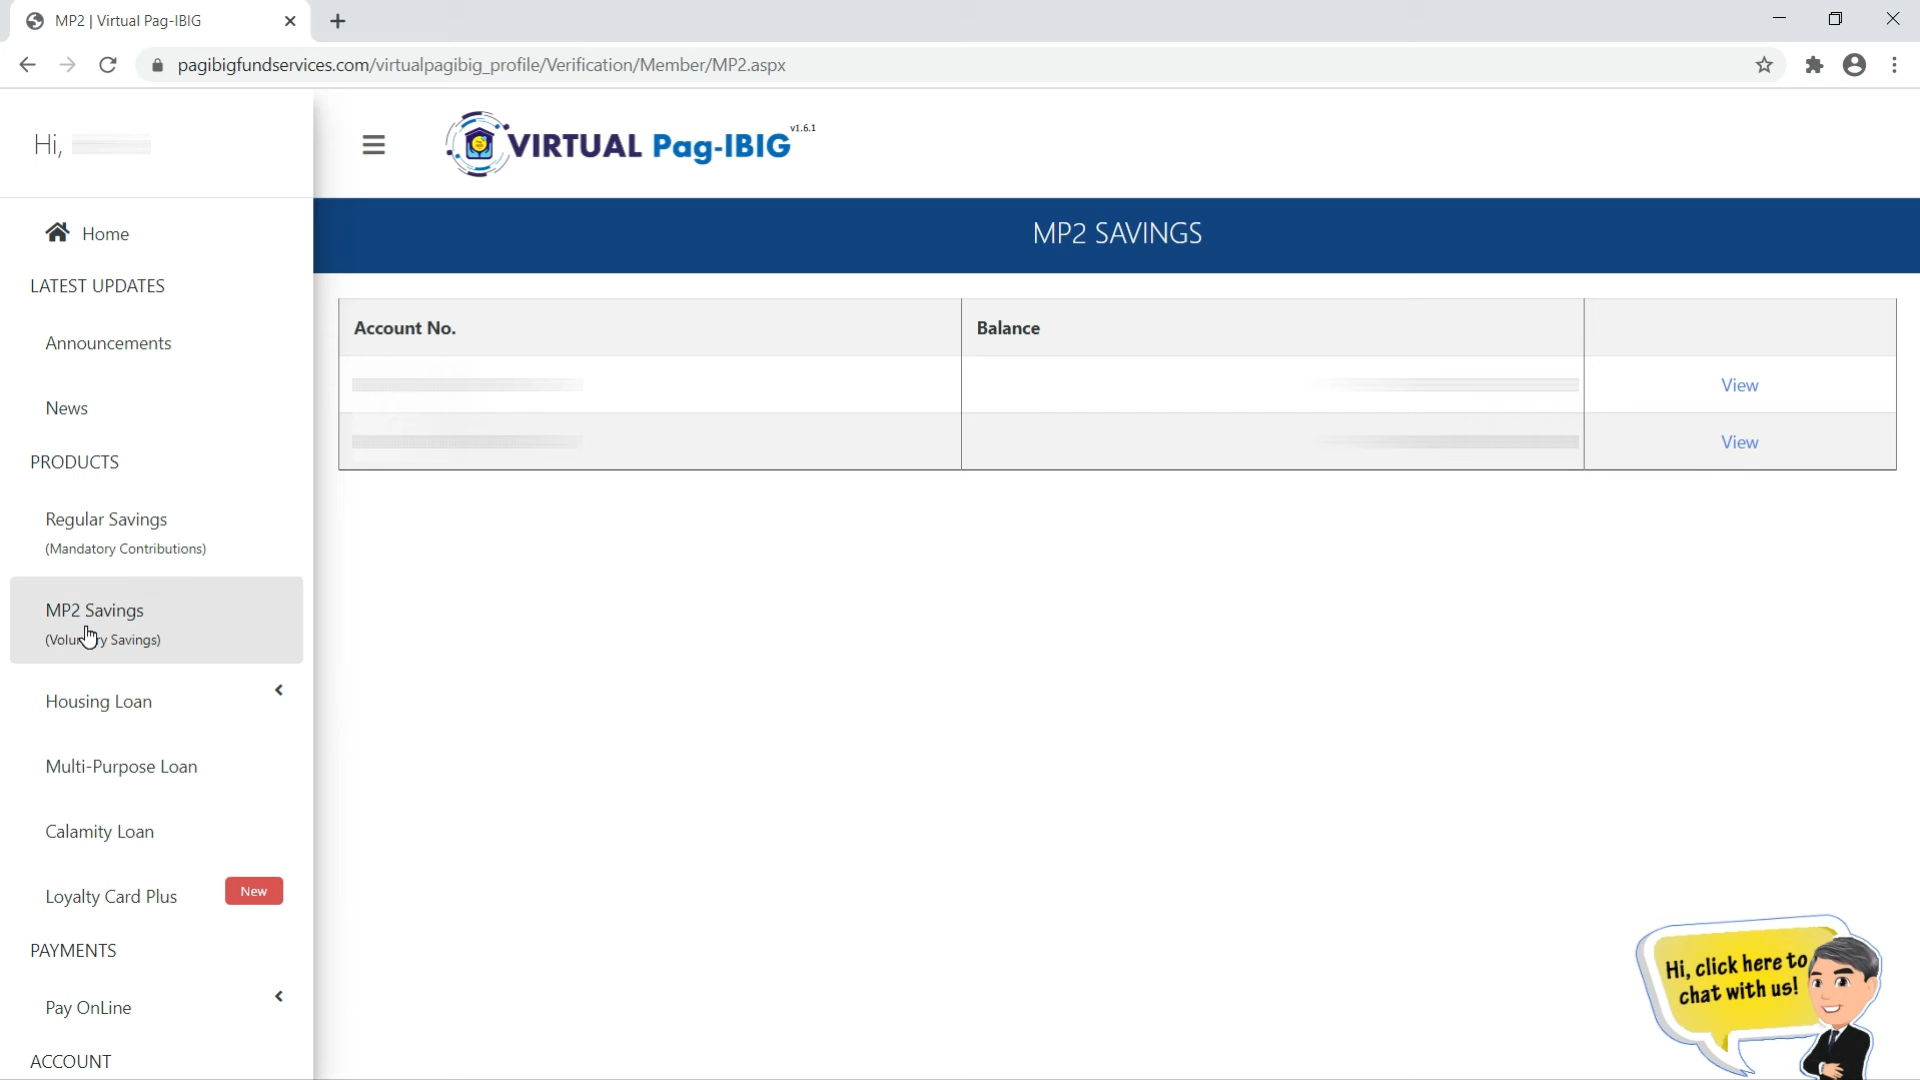 MP2 | Virtual Pag-IBIG
pagibigfundservices.com/virtualpagibig_profile/Verification/Member/MP2.aspx
Hi,
VIRTUAL Pag-IBIG v1.6.1
Home
LATEST UPDATES
Announcements
News
PRODUCTS
Regular Savings
(Mandatory Contributions)
MP2 Savings
(Voluntary Savings)
Housing Loan
Multi-Purpose Loan
Calamity Loan
Loyalty Card Plus New
PAYMENTS
Pay OnLine
ACCOUNT
MP2 SAVINGS
Account No. Balance
View
View
Hi, click here to
chat with us!